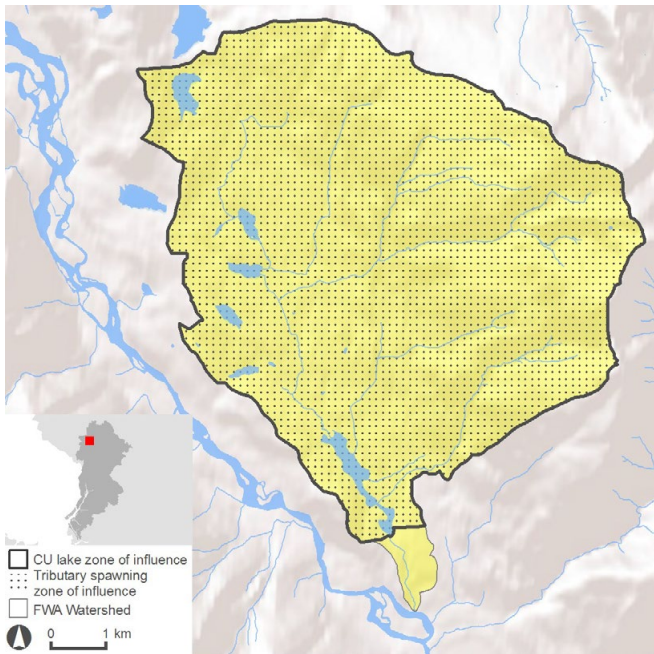 CU lake zone of influence
Tributary spawning
zone of influence
FWA Watershed
0 1 km